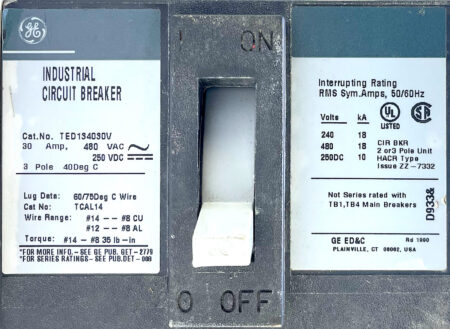 GE
INDUSTRIAL
CIRCUIT BREAKER
Cat.No. TED134030V
30 Amp, 480 VAC
250 VDC
3 Pole 40Deg C
Lug Data: 60/75Deg C Wire
Cat No: TCAL14
Wire Range: #14 -- #8 CU
#12 -- #8 AL
Torque: #14 - #8 35 lb-in
*FOR MORE INFO.- SEE GE PUB. GET- 2779
*FOR SERIES RATINGS- SEE PUB.DET- 008
| ON
O OFF
Interrupting Rating
RMS Sym.Amps, 50/60Hz
Volts kA
240 18
480 18
250DC 10
UL
LISTED
SA
CIR BKR
2 or3 Pole Unit
HACR Type
Issue ZZ-7332
Not Series rated with
TB1,TB4 Main Breakers
D933&
GE ED&C Rd 1990
PLAINVILLE, CT 06062, USA